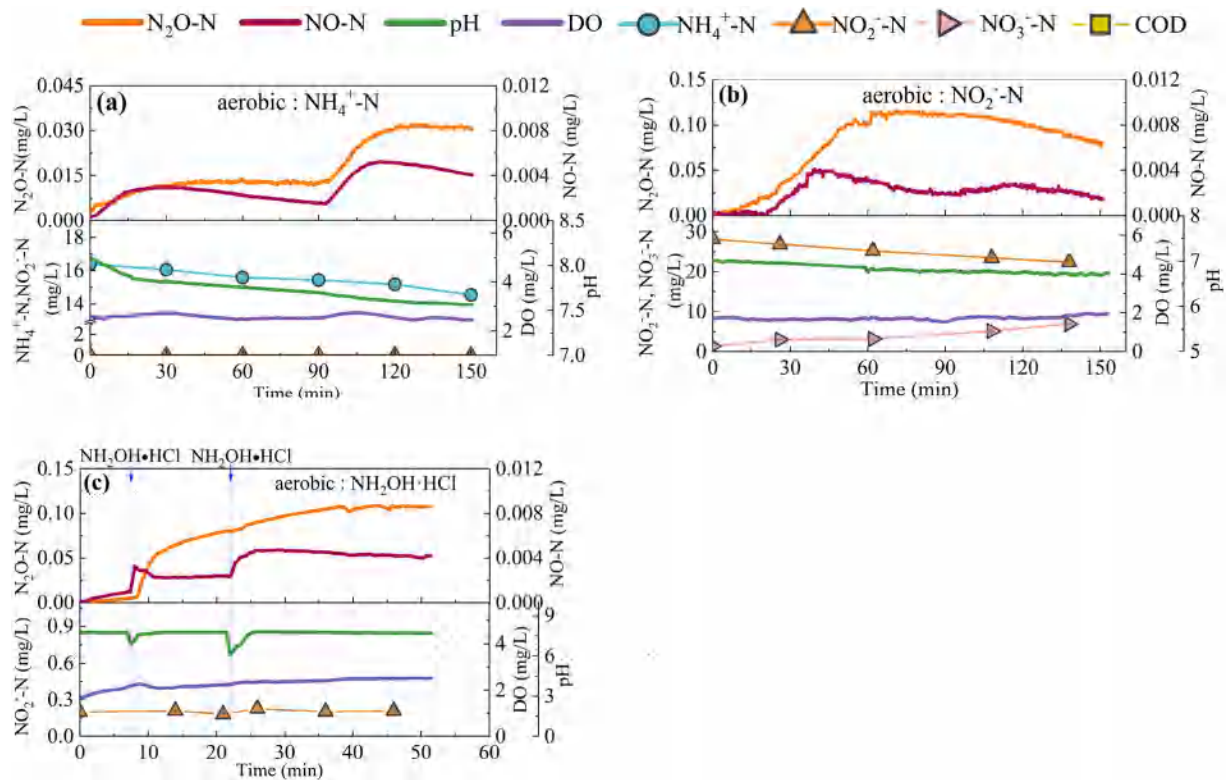 N₂O-N NO-N pH DO NH₄⁺-N NO₂⁻-N NO₃⁻-N COD
(a) aerobic : NH₄⁺-N
N₂O-N(mg/L)
0.045
0.030
0.015
0.000
NO-N (mg/L)
0.012
0.008
0.004
0.000
NH₄⁺-N,NO₂⁻-N
(mg/L)
18
16
14
2
0
DO (mg/L)
6
4
2
pH
8.5
8.0
7.5
7.0
0 30 60 90 120 150
Time (min)
(b) aerobic : NO₂⁻-N
N₂O-N (mg/L)
0.15
0.10
0.05
0.00
NO-N (mg/L)
0.012
0.008
0.004
0.000
NO₂⁻-N, NO₃⁻-N
(mg/L)
30
20
10
0
DO (mg/L)
6
4
2
0
pH
8
7
6
5
0 30 60 90 120 150
Time (min)
NH₂OH•HCl NH₂OH•HCl
(c) aerobic : NH₂OH·HCl
N₂O-N (mg/L)
0.15
0.10
0.05
0.00
NO-N (mg/L)
0.012
0.008
0.004
0.000
NO₂⁻-N (mg/L)
0.9
0.6
0.3
0.0
DO (mg/L)
4
2
0
pH
9
6
3
0
0 10 20 30 40 50 60
Time (min)